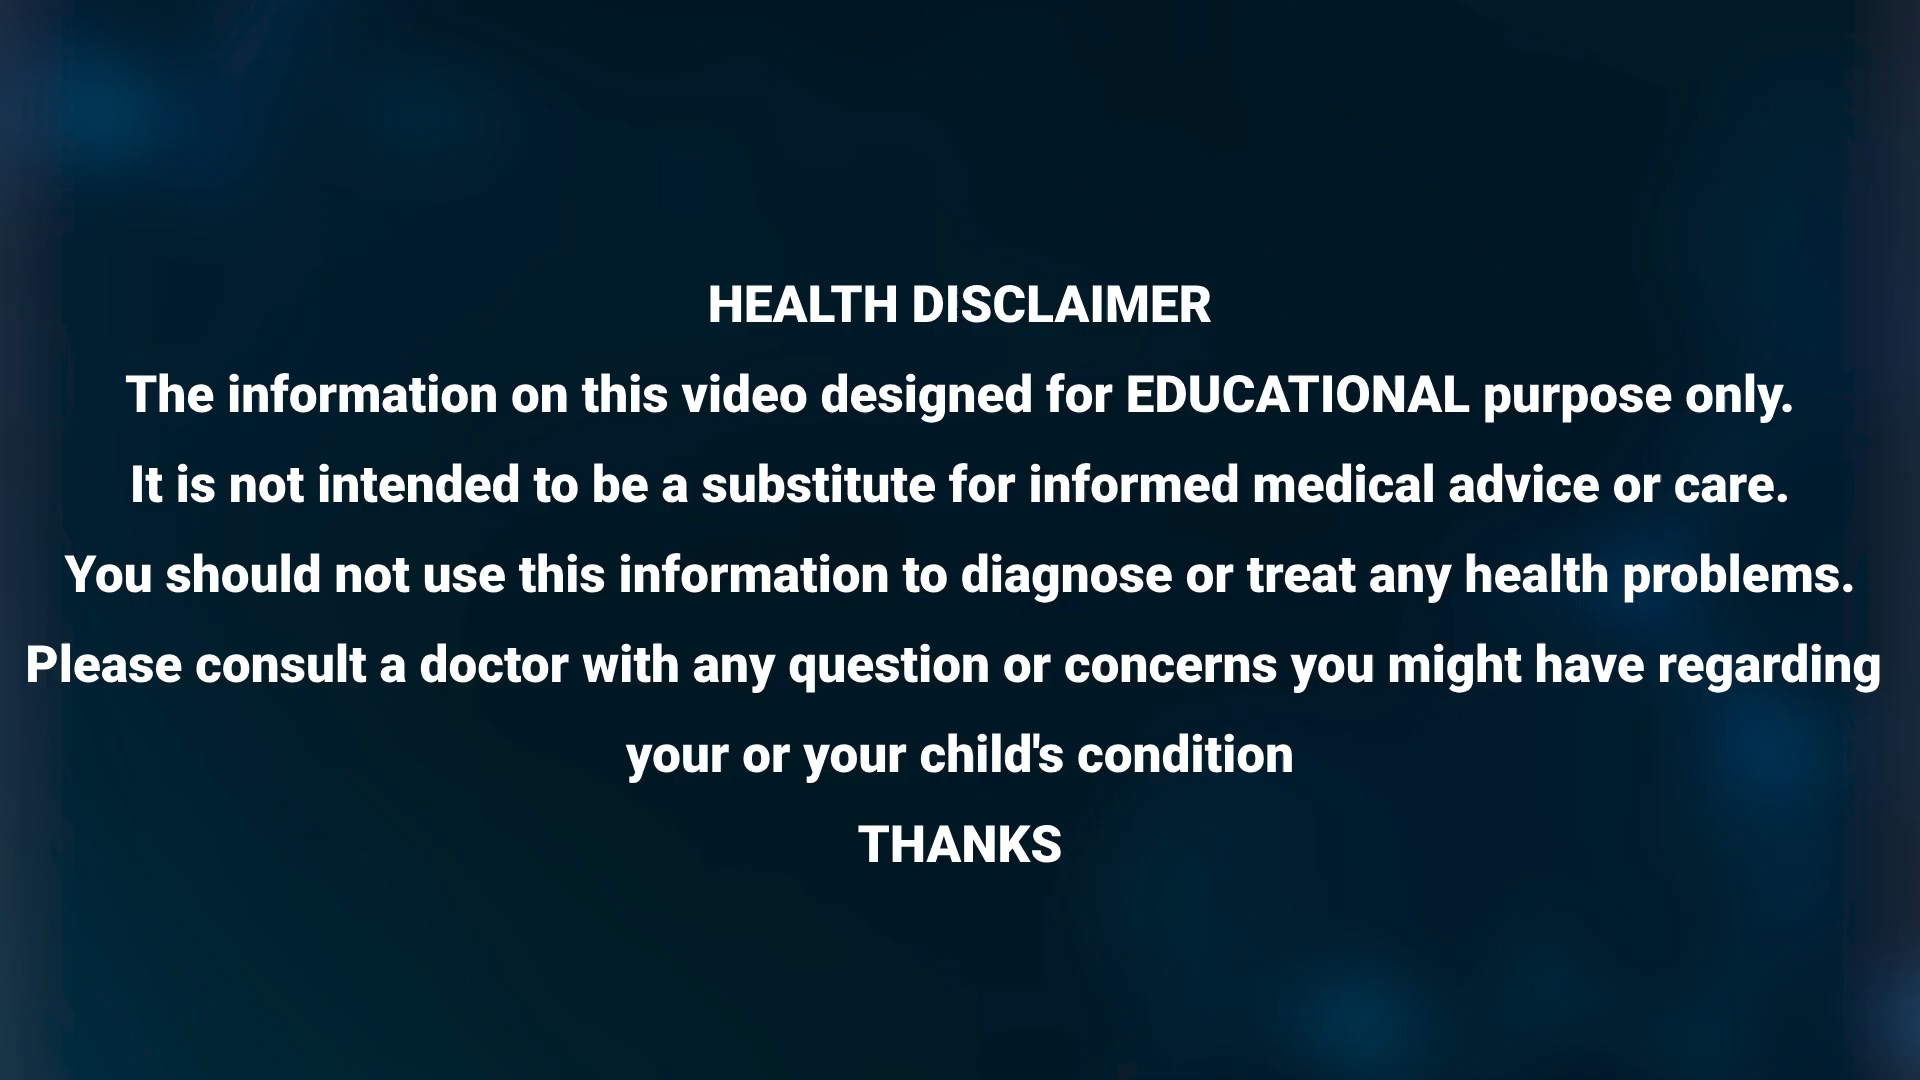 HEALTH DISCLAIMER
The information on this video designed for EDUCATIONAL purpose only.
It is not intended to be a substitute for informed medical advice or care.
You should not use this information to diagnose or treat any health problems.
Please consult a doctor with any question or concerns you might have regarding
your or your child's condition
THANKS